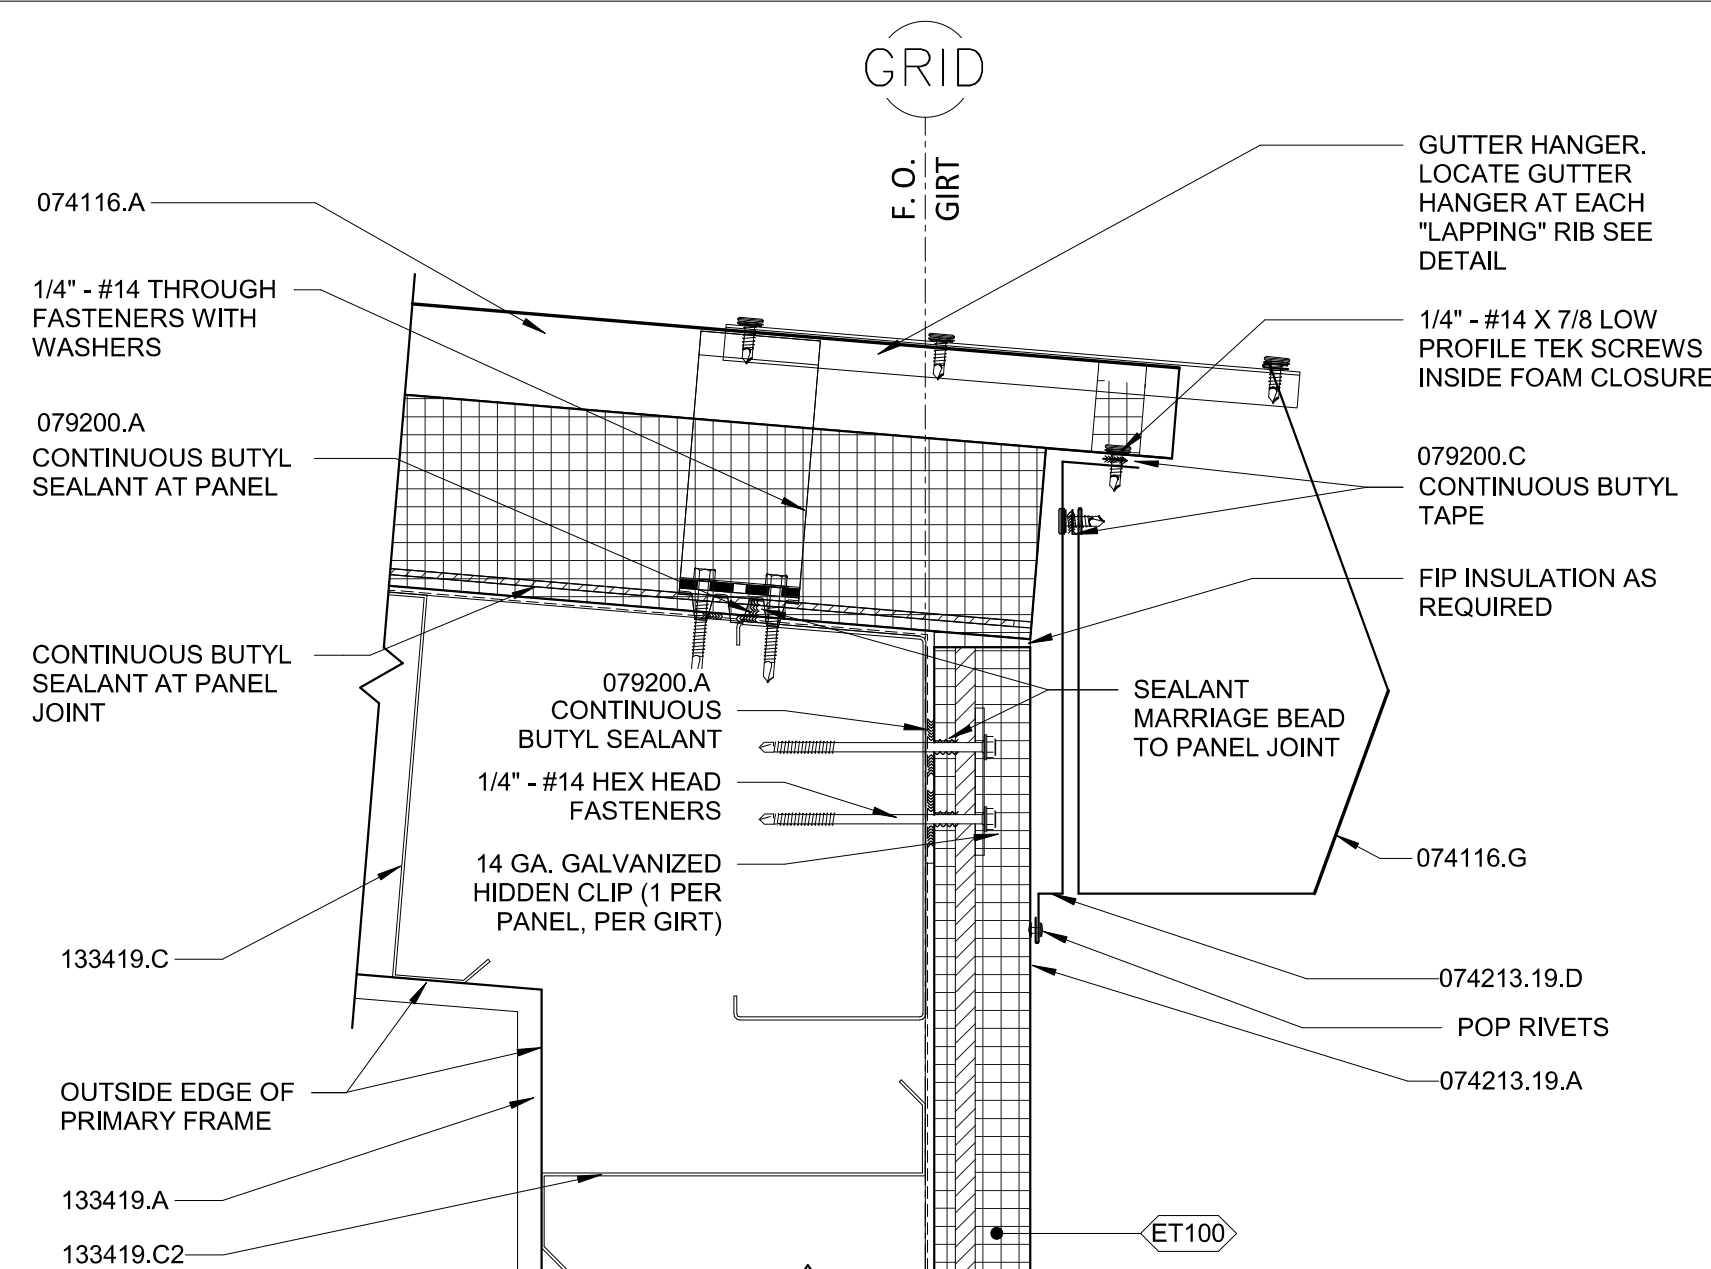 GRID
F. O.
GIRT
074116.A
1/4" - #14 THROUGH
FASTENERS WITH
WASHERS
079200.A
CONTINUOUS BUTYL
SEALANT AT PANEL
CONTINUOUS BUTYL
SEALANT AT PANEL
JOINT
133419.C
OUTSIDE EDGE OF
PRIMARY FRAME
133419.A
133419.C2
079200.A
CONTINUOUS
BUTYL SEALANT
1/4" - #14 HEX HEAD
FASTENERS
14 GA. GALVANIZED
HIDDEN CLIP (1 PER
PANEL, PER GIRT)
GUTTER HANGER.
LOCATE GUTTER
HANGER AT EACH
"LAPPING" RIB SEE
DETAIL
1/4" - #14 X 7/8 LOW
PROFILE TEK SCREWS
INSIDE FOAM CLOSURE
079200.C
CONTINUOUS BUTYL
TAPE
FIP INSULATION AS
REQUIRED
SEALANT
MARRIAGE BEAD
TO PANEL JOINT
074116.G
074213.19.D
POP RIVETS
074213.19.A
ET100